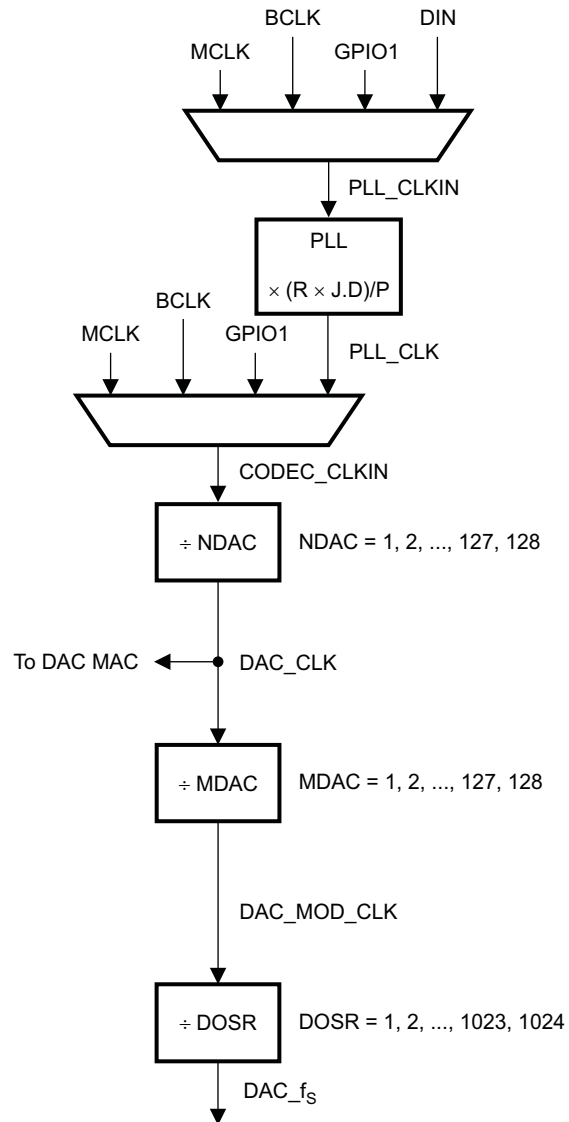 BCLK DIN
MCLK GPIO1
PLL_CLKIN
PLL
× (R × J.D)/P
BCLK
MCLK GPIO1 PLL_CLK
CODEC_CLKIN
÷ NDAC NDAC = 1, 2, ..., 127, 128
To DAC MAC DAC_CLK
÷ MDAC MDAC = 1, 2, ..., 127, 128
DAC_MOD_CLK
÷ DOSR DOSR = 1, 2, ..., 1023, 1024
DAC_fS